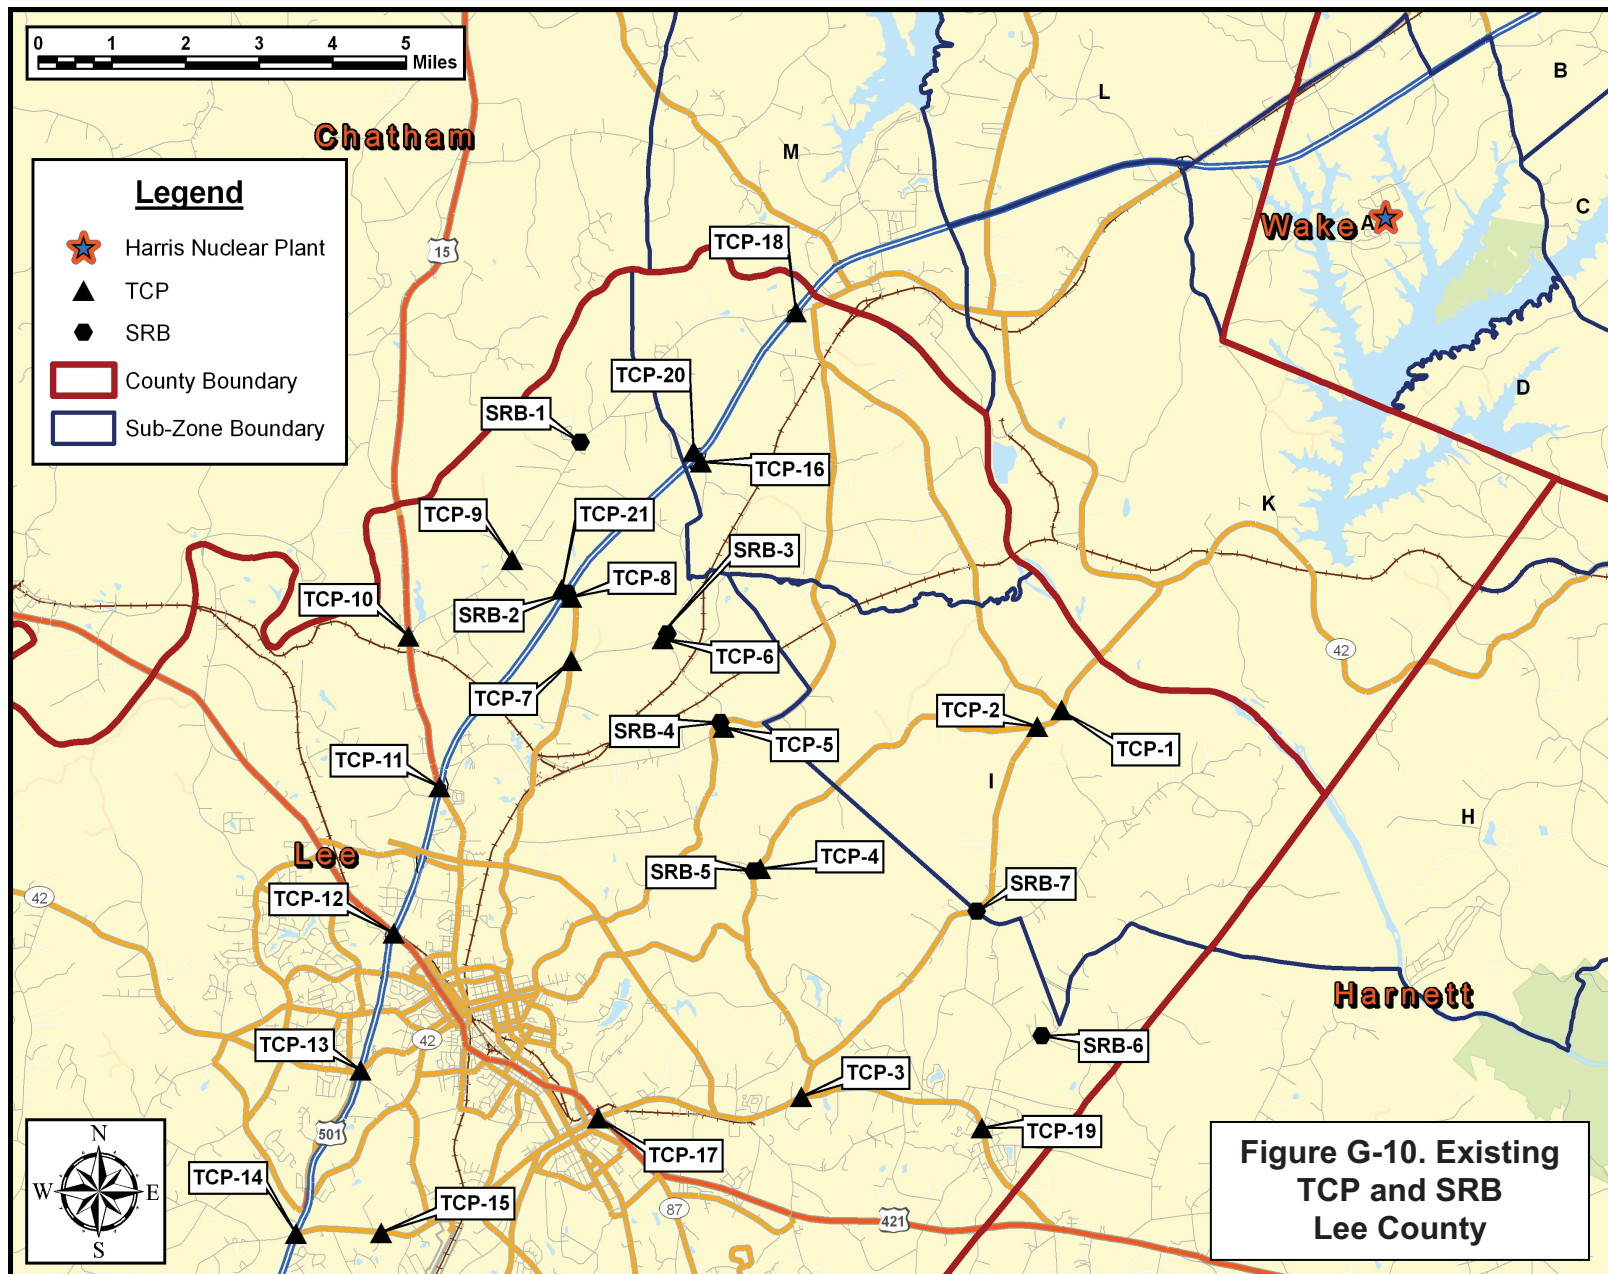 0 1 2 3 4 5
Miles
Chatham
Legend
Harris Nuclear Plant
TCP
SRB
County Boundary
Sub-Zone Boundary
15
L
B
M
C
Wake
A
D
K
TCP-18
TCP-20
SRB-1
TCP-16
TCP-9
TCP-21
SRB-3
TCP-8
SRB-2
TCP-10
TCP-6
42
TCP-7
SRB-4
TCP-5
TCP-2
TCP-1
TCP-11
I
H
Lee
TCP-4
SRB-5
SRB-7
42
TCP-12
Harnett
42
TCP-13
SRB-6
TCP-3
501
TCP-19
TCP-17
TCP-14
TCP-15
87
421
N
W E
S
Figure G-10. Existing
TCP and SRB
Lee County